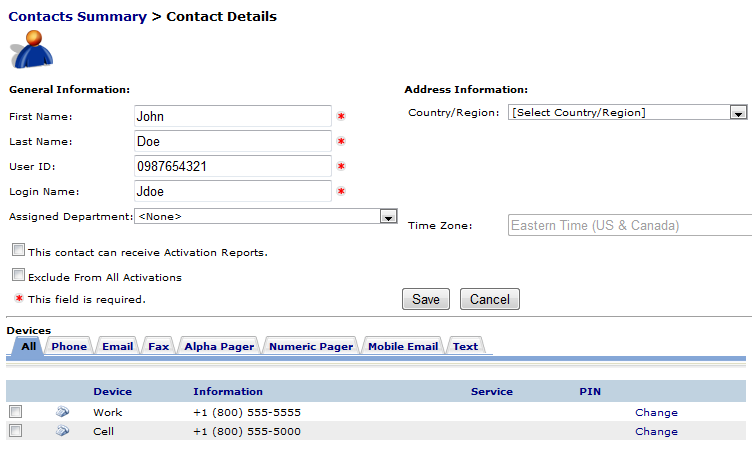 Contacts Summary > Contact Details
General Information:
First Name: John *
Last Name: Doe *
User ID: 0987654321 *
Login Name: Jdoe *
Assigned Department: <None>
This contact can receive Activation Reports.
Exclude From All Activations
* This field is required.
Address Information:
Country/Region: [Select Country/Region]
Time Zone: Eastern Time (US & Canada)
Save Cancel
Devices
All Phone Email Fax Alpha Pager Numeric Pager Mobile Email Text
Device Information Service PIN
Work +1 (800) 555-5555 Change
Cell +1 (800) 555-5000 Change